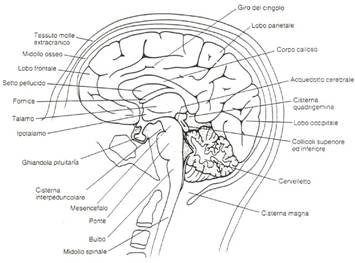 Giro del cingolo
Lobo parietale
Corpo calloso
Acquedotto cerebrale
Cisterna
quadrigemina
Lobo occipitale
Collicoli superiore
ed inferiore
Cervelletto
Cisterna magna
Tessuto molle
extracranico
Midollo osseo
Lobo frontale
Setto pellucido
Fornice
Talamo
Ipotalamo
Ghiandola pituitaria
Cisterna
interpeduncolare
Mesencefalo
Ponte
Bulbo
Midollo spinale